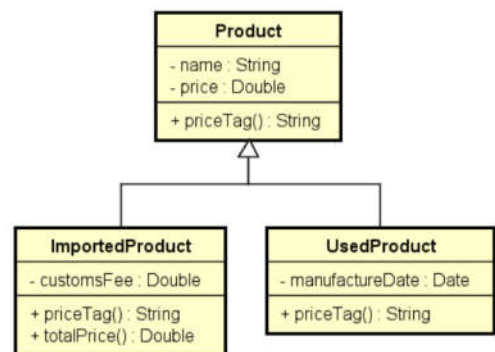 Product
- name : String
- price : Double
+ priceTag() : String
ImportedProduct
- customsFee : Double
+ priceTag() : String
+ totalPrice() : Double
UsedProduct
- manufactureDate : Date
+ priceTag() : String